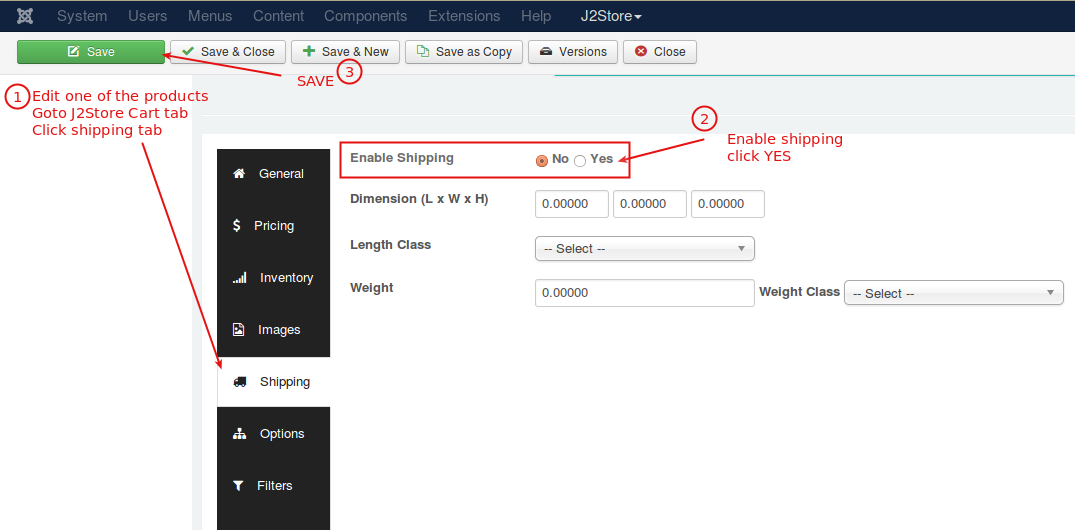 System Users Menus Content Components Extensions Help J2Store
Save Save & Close Save & New Save as Copy Versions Close
SAVE 3
1 Edit one of the products
Goto J2Store Cart tab
Click shipping tab
2
Enable shipping
click YES
General
Pricing
Inventory
Images
Shipping
Options
Filters
Enable Shipping No Yes
Dimension (L x W x H) 0.00000 0.00000 0.00000
Length Class -- Select --
Weight 0.00000 Weight Class -- Select --